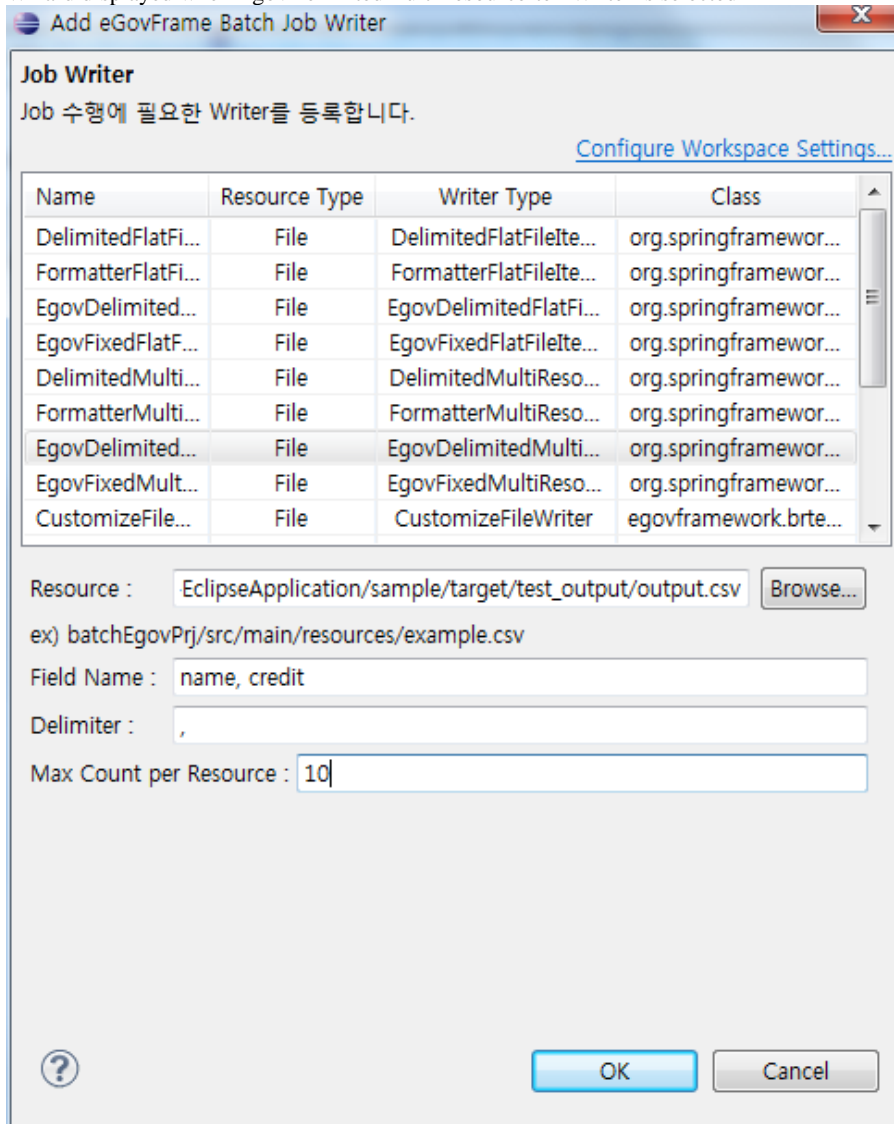 Add eGovFrame Batch Job Writer
Job Writer
Job 수행에 필요한 Writer를 등록합니다.
Configure Workspace Settings...
Name Resource Type Writer Type Class
DelimitedFlatFi... File DelimitedFlatFileIte... org.springframewor...
FormatterFlatFi... File FormatterFlatFileIte... org.springframewor...
EgovDelimited... File EgovDelimitedFlatFi... org.springframewor...
EgovFixedFlatF... File EgovFixedFlatFileIte... org.springframewor...
DelimitedMulti... File DelimitedMultiReso... org.springframewor...
FormatterMulti... File FormatterMultiReso... org.springframewor...
EgovDelimited... File EgovDelimitedMulti... org.springframewor...
EgovFixedMult... File EgovFixedMultiReso... org.springframewor...
CustomizeFile... File CustomizeFileWriter egovframework.brte...
Resource : EclipseApplication/sample/target/test_output/output.csv Browse...
ex) batchEgovPrj/src/main/resources/example.csv
Field Name : name, credit
Delimiter : ,
Max Count per Resource : 10
? OK Cancel